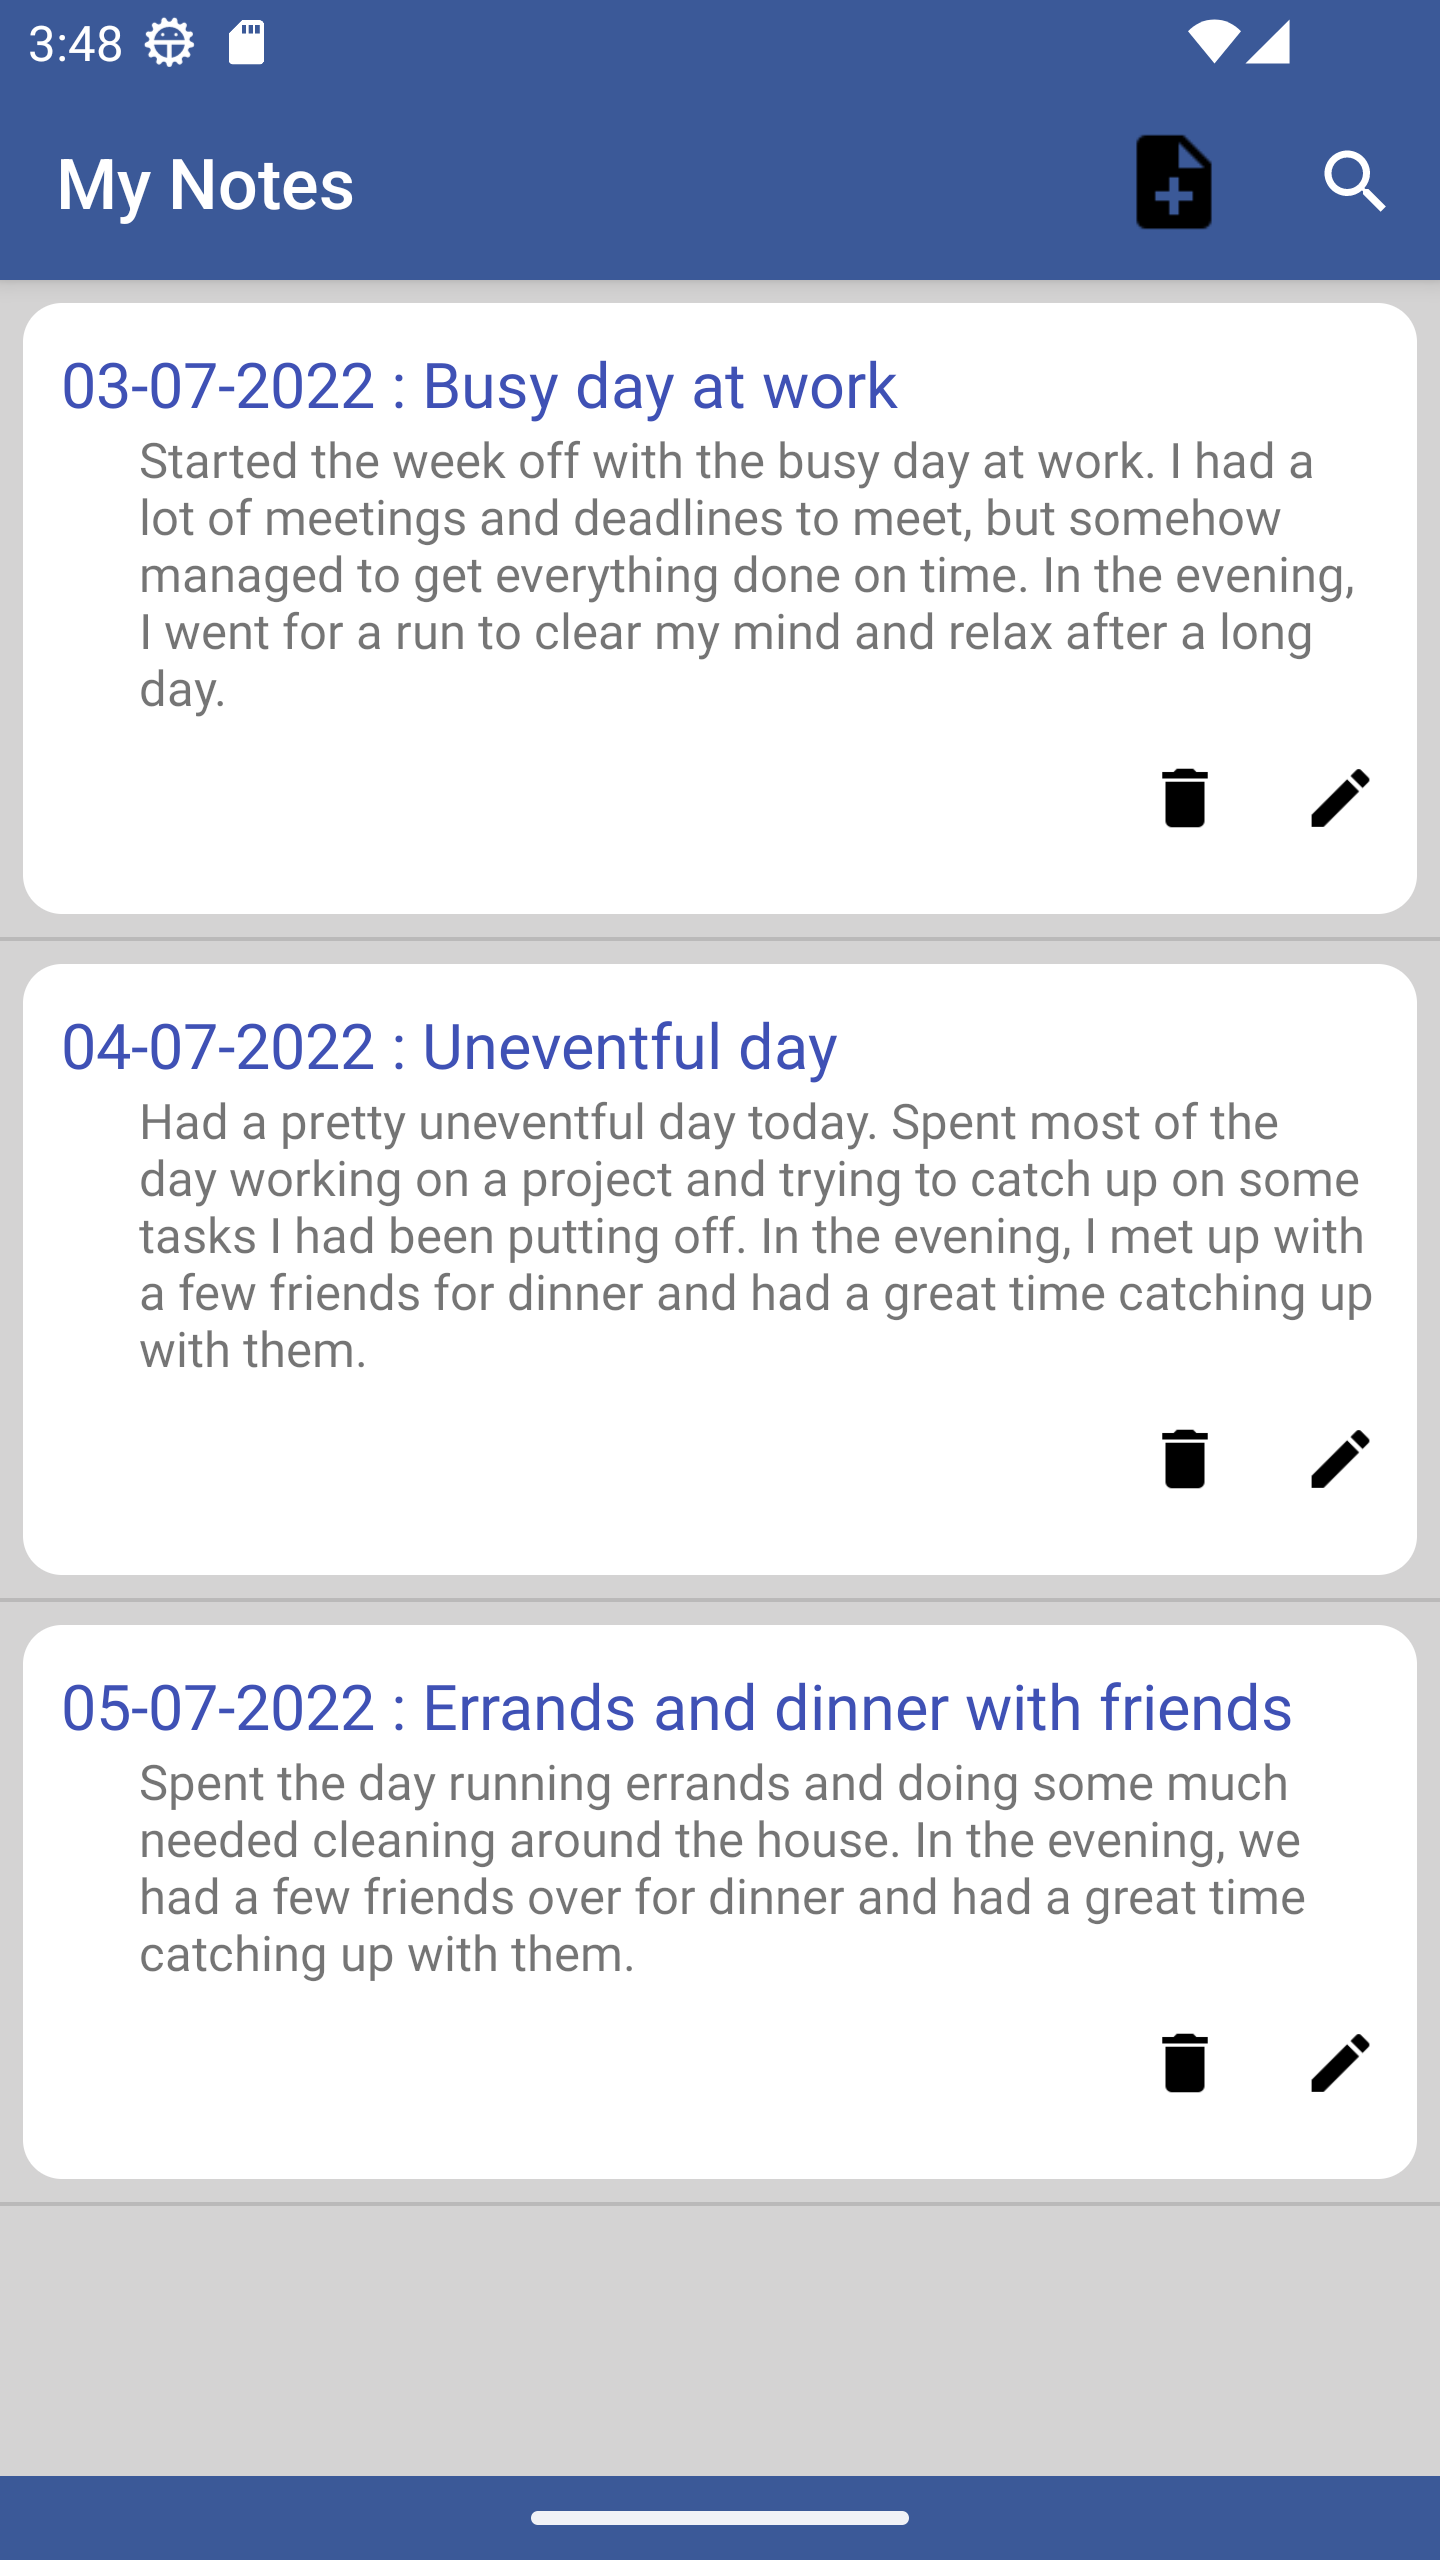 3:48
My Notes
03-07-2022 : Busy day at work
Started the week off with the busy day at work. I had a
lot of meetings and deadlines to meet, but somehow
managed to get everything done on time. In the evening,
I went for a run to clear my mind and relax after a long
day.
04-07-2022 : Uneventful day
Had a pretty uneventful day today. Spent most of the
day working on a project and trying to catch up on some
tasks I had been putting off. In the evening, I met up with
a few friends for dinner and had a great time catching up
with them.
05-07-2022 : Errands and dinner with friends
Spent the day running errands and doing some much
needed cleaning around the house. In the evening, we
had a few friends over for dinner and had a great time
catching up with them.